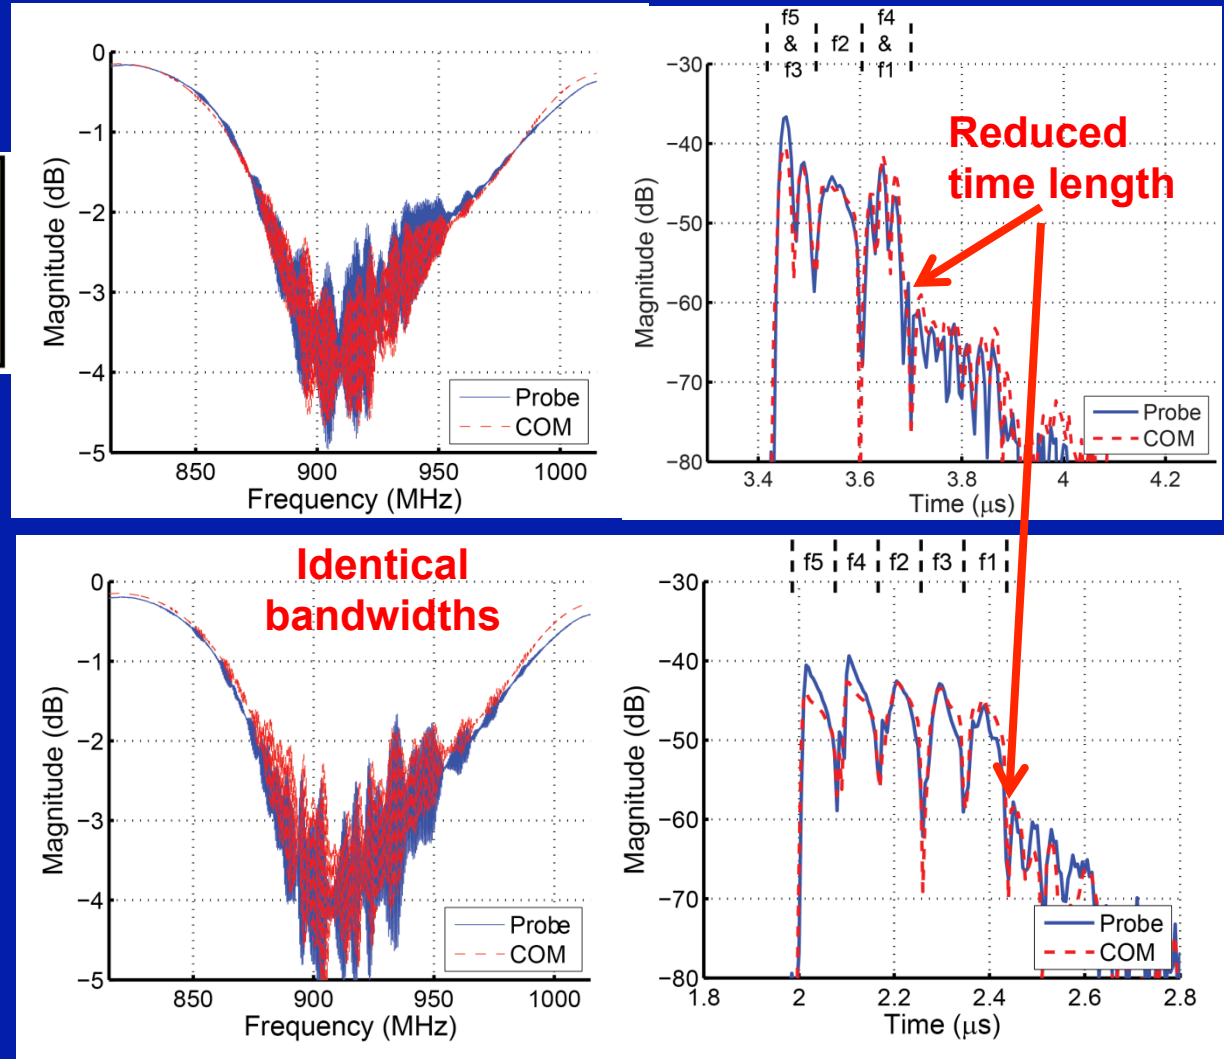 0
−1
−2
−3
−4
−5
Magnitude (dB)
850
900
950
1000
Frequency (MHz)
Probe
COM
f5
&
f3
f2
f4
&
f1
−30
−40
−50
−60
−70
−80
Magnitude (dB)
3.4
3.6
3.8
4
4.2
Time (μs)
Probe
COM
Reduced
time length
Identical
bandwidths
0
−1
−2
−3
−4
−5
Magnitude (dB)
850
900
950
1000
Frequency (MHz)
Probe
COM
f5
f4
f2
f3
f1
−30
−40
−50
−60
−70
−80
Magnitude (dB)
1.8
2
2.2
2.4
2.6
2.8
Time (μs)
Probe
COM